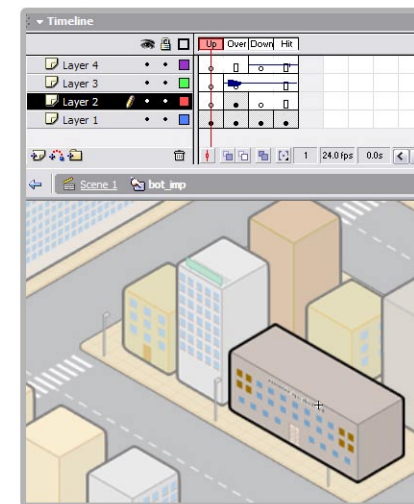 Timeline
Up Over Down Hit
Layer 4
Layer 3
Layer 2
Layer 1
1 24.0 fps 0.0s
Scene 1 bot_imp